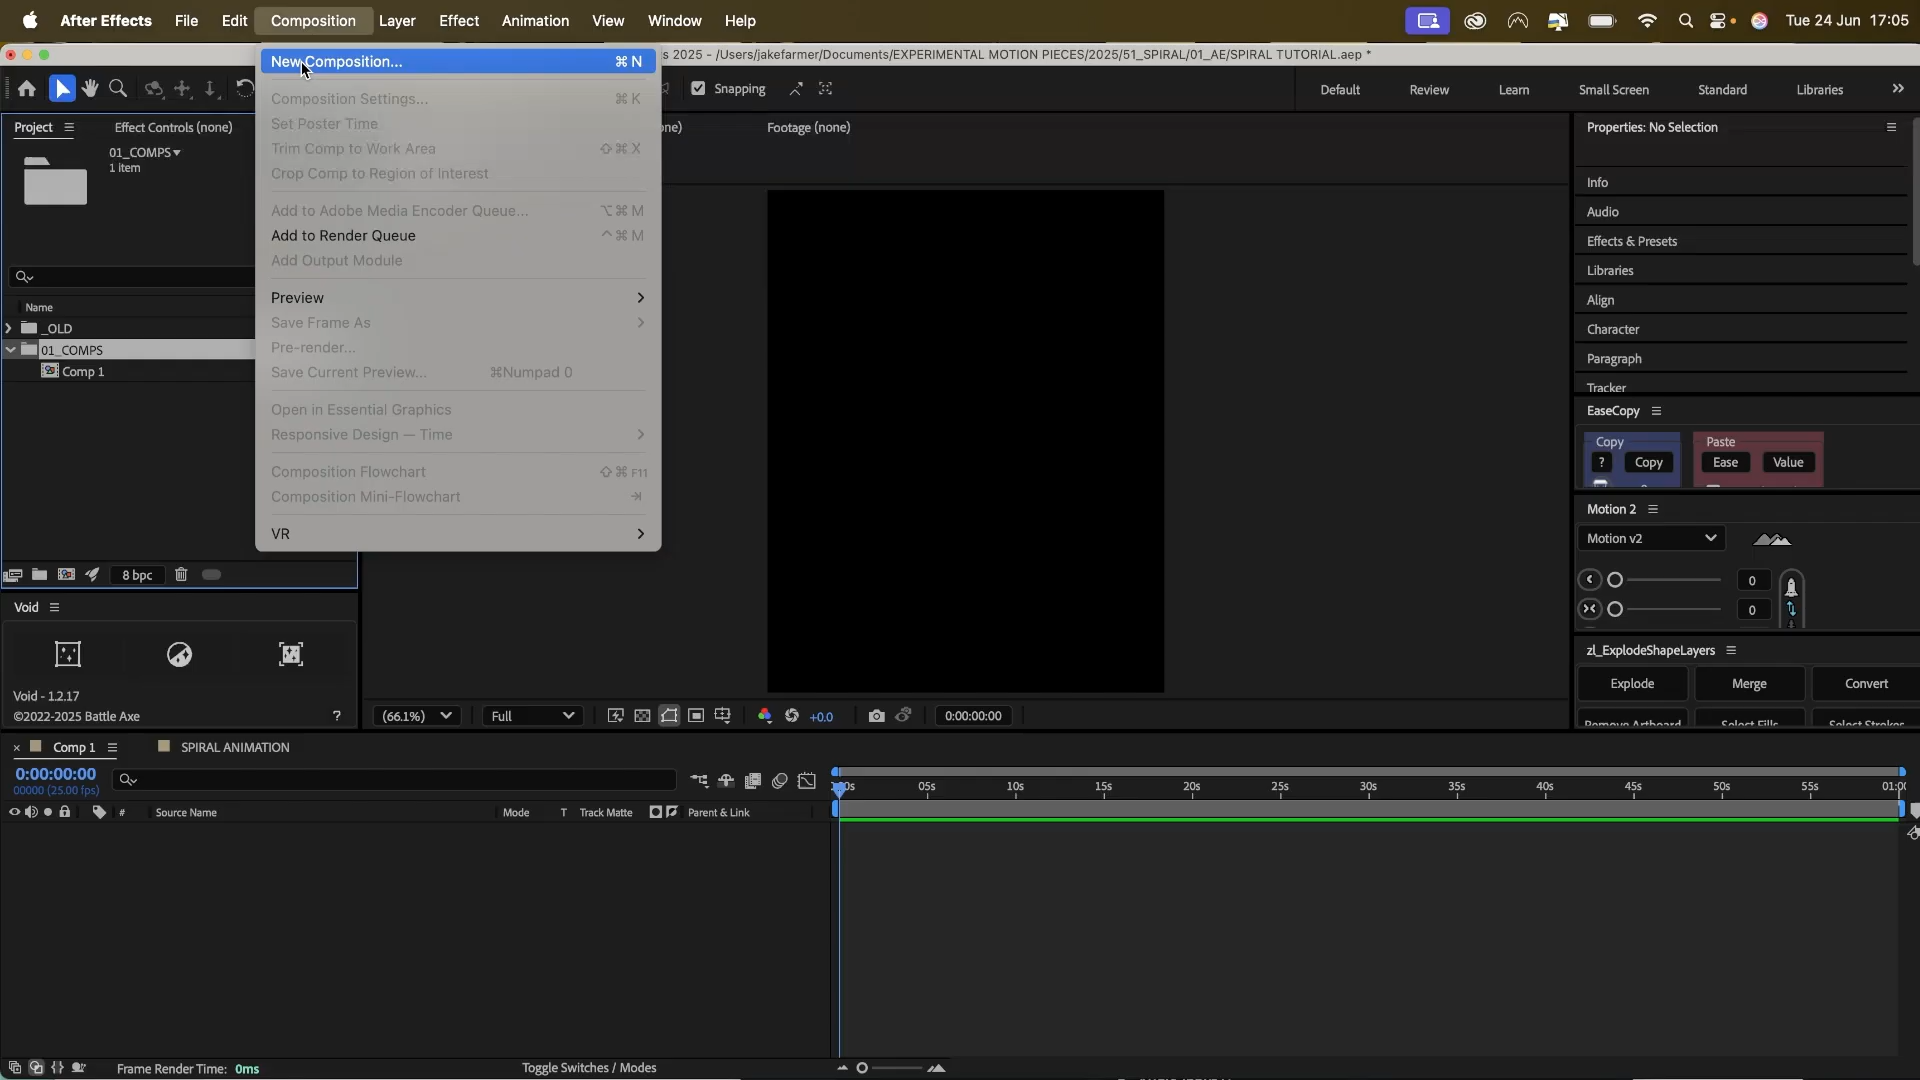 After Effects File Edit Composition Layer Effect Animation View Window Help Tue 24 Jun 17:05
s 2025 - /Users/jakefarmer/Documents/EXPERIMENTAL MOTION PIECES/2025/51_SPIRAL/01_AE/SPIRAL TUTORIAL.aep *
New Composition... ⌘ N
Composition Settings... ⌘ K
Set Poster Time
Trim Comp to Work Area ⇧ ⌘ X
Crop Comp to Region of Interest
Add to Adobe Media Encoder Queue... ⌥ ⌘ M
Add to Render Queue ^ ⌘ M
Add Output Module
Preview
Save Frame As
Pre-render...
Save Current Preview... ⌘Numpad 0
Open in Essential Graphics
Responsive Design — Time
Composition Flowchart ⇧ ⌘ F11
Composition Mini-Flowchart
VR
Snapping
Default Review Learn Small Screen Standard Libraries
Project Effect Controls (none)
ne) Footage (none)
01_COMPS
1 item
Name
_OLD
01_COMPS
Comp 1
8 bpc
Void
Void - 1.2.17
©2022-2025 Battle Axe ?
(66.1%) Full +0.0 0:00:00:00
Properties: No Selection
Info
Audio
Effects & Presets
Libraries
Align
Character
Paragraph
Tracker
EaseCopy
Copy Paste
? Copy Ease Value
Motion 2
Motion v2
0
0
zl_ExplodeShapeLayers
Explode Merge Convert
Remove Artboard Select Fills Select Strokes
× Comp 1 SPIRAL ANIMATION
0:00:00:00
00000 (25.00 fps)
# Source Name Mode T Track Matte Parent & Link
00s 05s 10s 15s 20s 25s 30s 35s 40s 45s 50s 55s 01:00
Frame Render Time: 0ms Toggle Switches / Modes